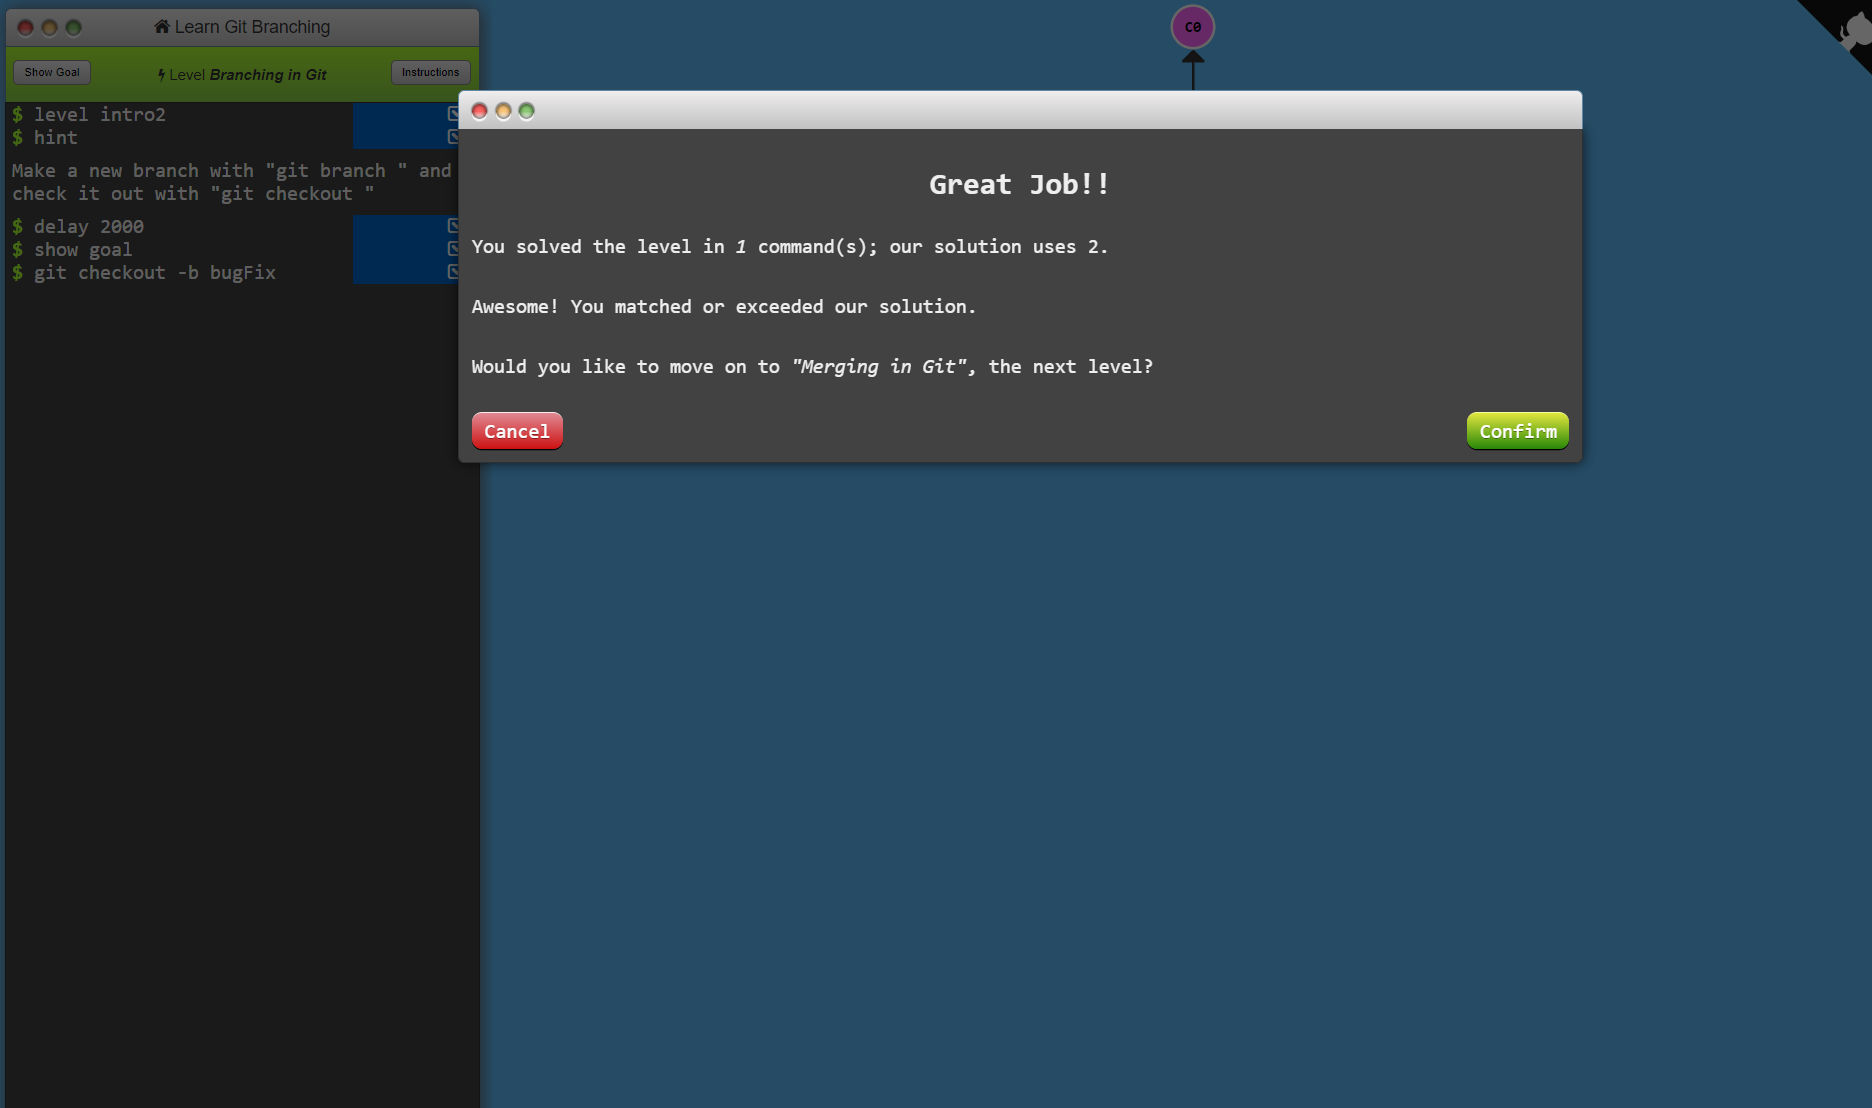 Learn Git Branching
Show Goal
Level Branching in Git
Instructions
$ level intro2
$ hint
Make a new branch with "git branch " and
check it out with "git checkout "
$ delay 2000
$ show goal
$ git checkout -b bugFix
C0
Great Job!!
You solved the level in 1 command(s); our solution uses 2.
Awesome! You matched or exceeded our solution.
Would you like to move on to "Merging in Git", the next level?
Cancel
Confirm